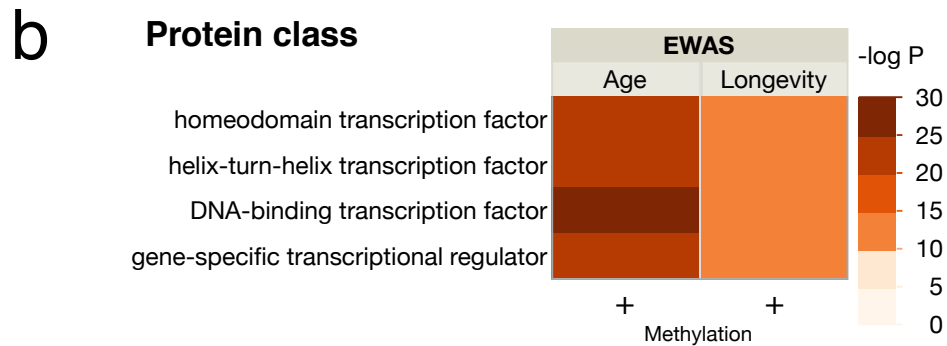 b
Protein class
EWAS
-log P
Age
Longevity
homeodomain transcription factor
helix-turn-helix transcription factor
DNA-binding transcription factor
gene-specific transcriptional regulator
30
25
20
15
10
5
0
+
+
Methylation